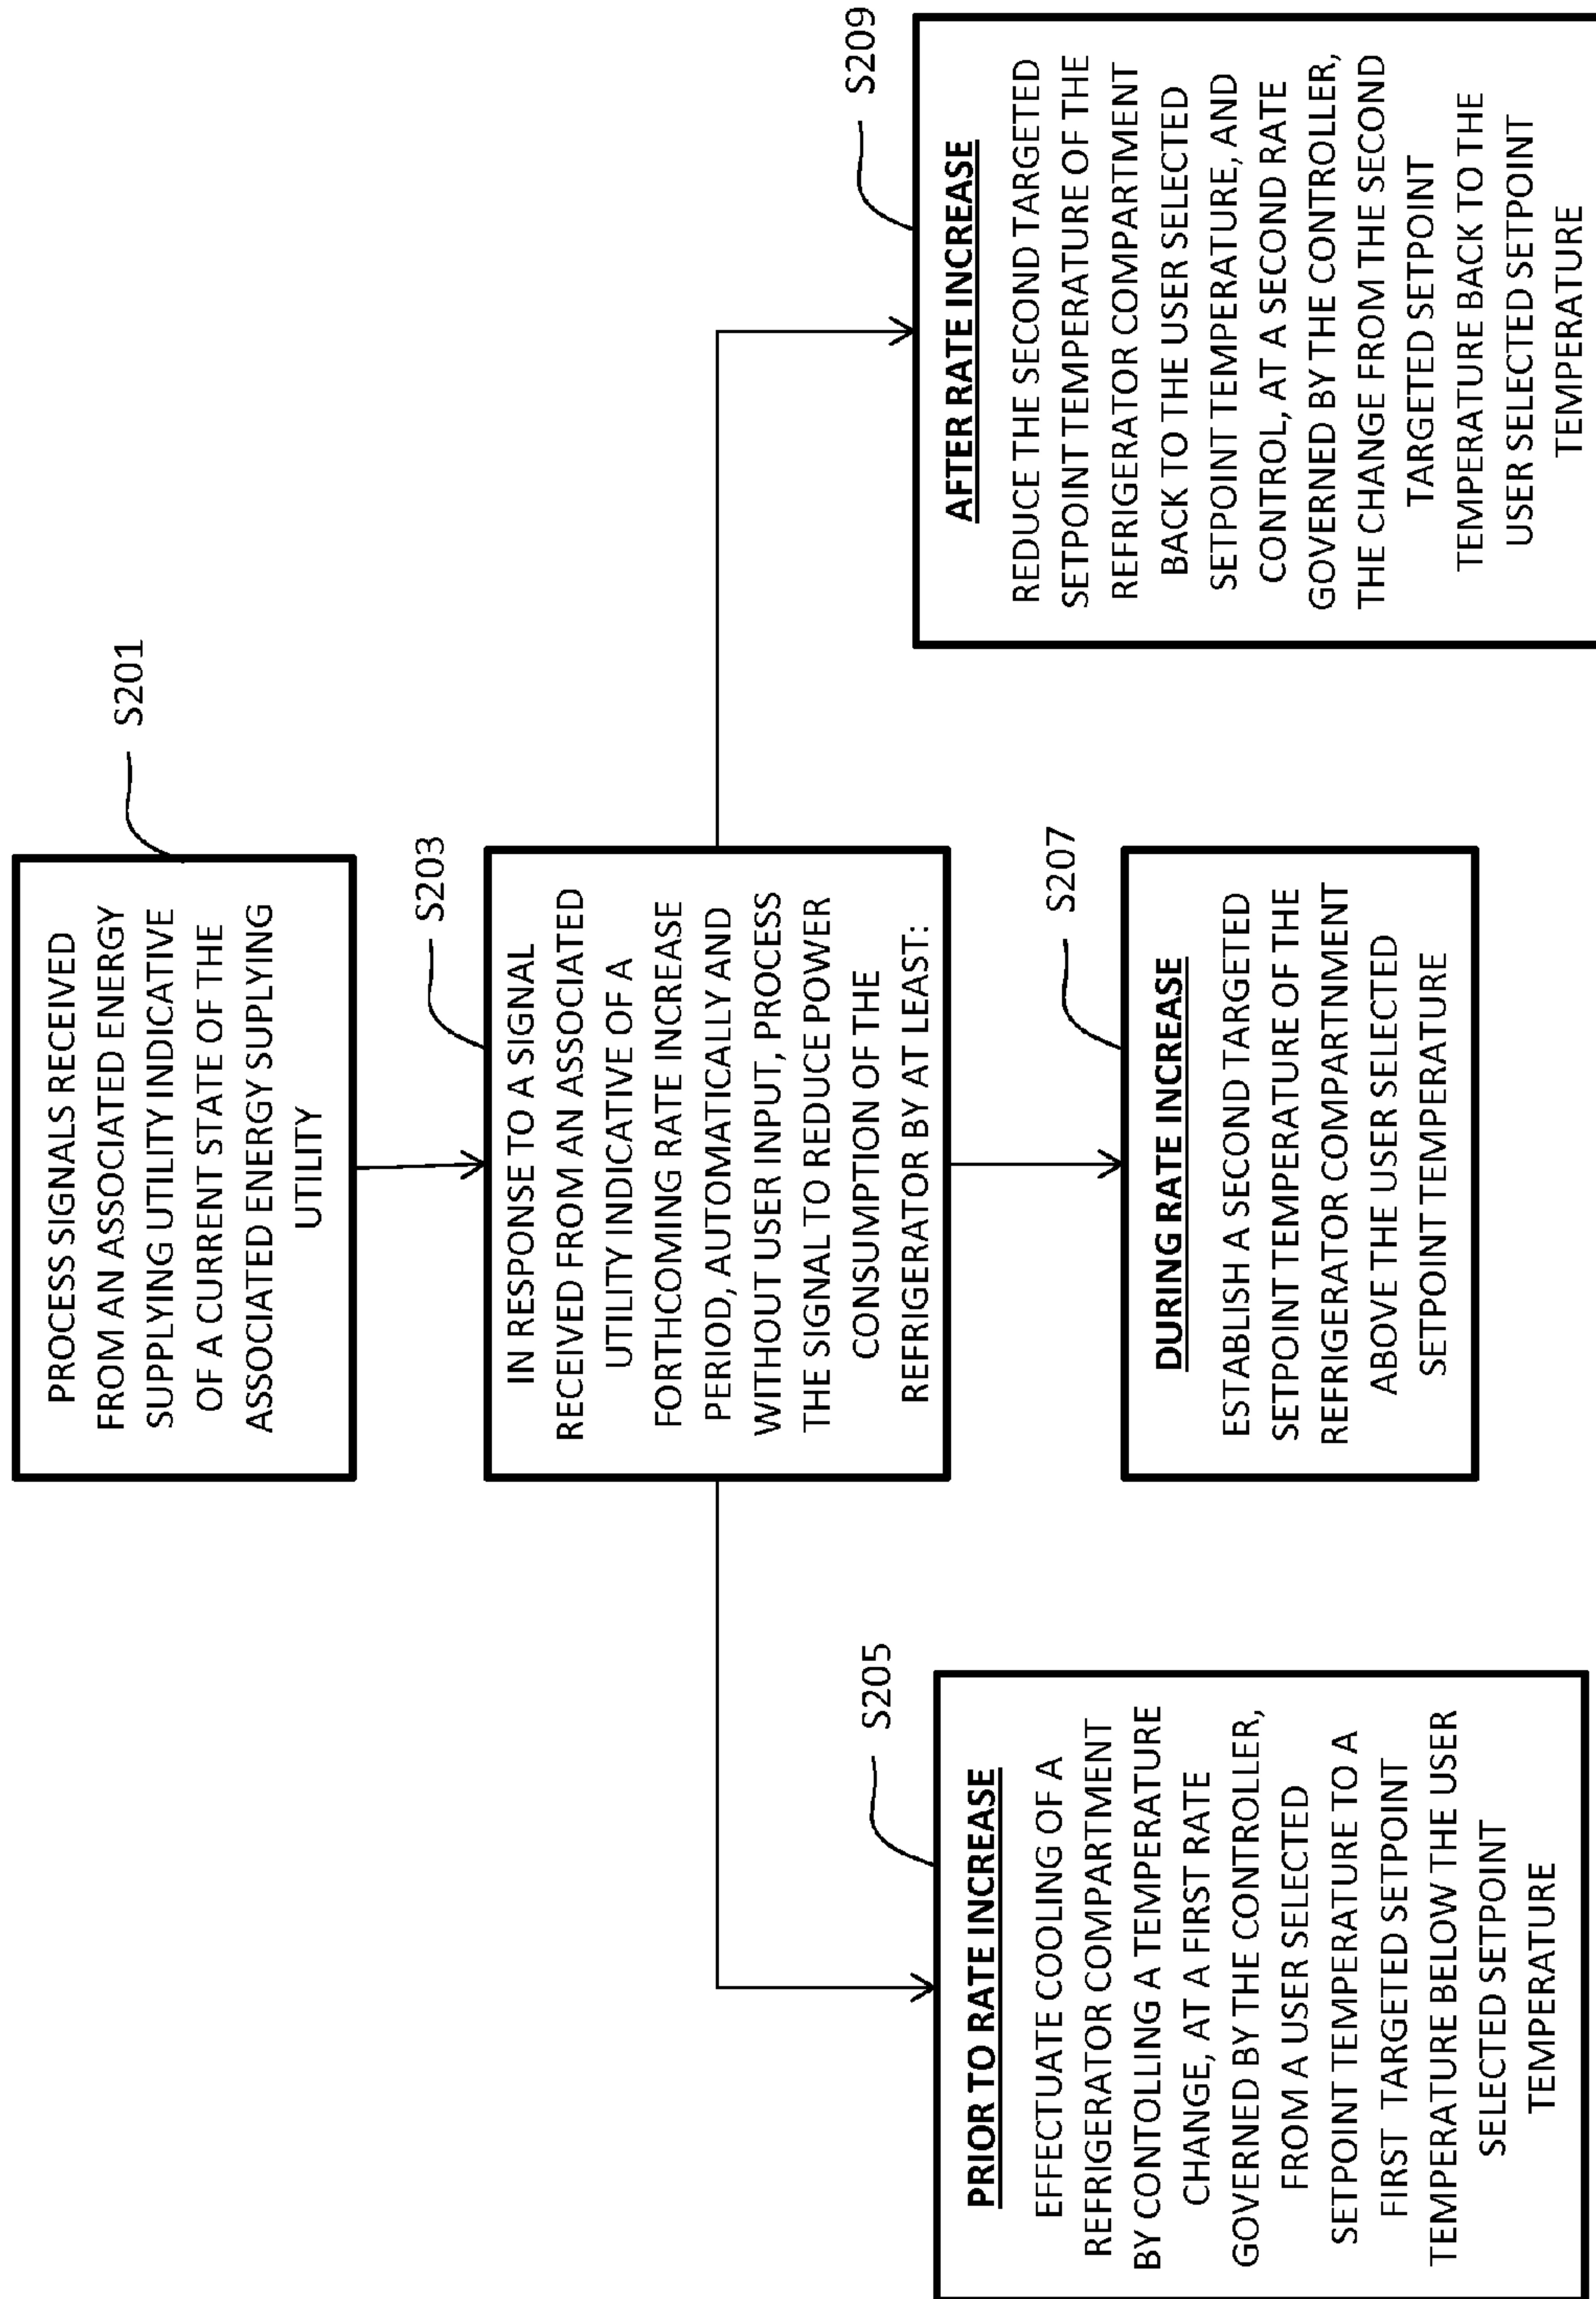 PROCESS SIGNALS RECEIVED
FROM AN ASSOCIATED ENERGY
SUPPLYING UTILITY INDICATIVE
OF A CURRENT STATE OF THE
ASSOCIATED ENERGY SUPLYING
UTILITY
S201
S203
IN RESPONSE TO A SIGNAL
RECEIVED FROM AN ASSOCIATED
UTILITY INDICATIVE OF A
FORTHCOMING RATE INCREASE
PERIOD, AUTOMATICALLY AND
WITHOUT USER INPUT, PROCESS
THE SIGNAL TO REDUCE POWER
CONSUMPTION OF THE
REFRIGERATOR BY AT LEAST:
S205
PRIOR TO RATE INCREASE
EFFECTUATE COOLING OF A
REFRIGERATOR COMPARTMENT
BY CONTOLLING A TEMPERATURE
CHANGE, AT A FIRST RATE
GOVERNED BY THE CONTROLLER,
FROM A USER SELECTED
SETPOINT TEMPERATURE TO A
FIRST TARGETED SETPOINT
TEMPERATURE BELOW THE USER
SELECTED SETPOINT
TEMPERATURE
S207
DURING RATE INCREASE
ESTABLISH A SECOND TARGETED
SETPOINT TEMPERATURE OF THE
REFRIGERATOR COMPARTNMENT
ABOVE THE USER SELECTED
SETPOINT TEMPERATURE
S209
AFTER RATE INCREASE
REDUCE THE SECOND TARGETED
SETPOINT TEMPERATURE OF THE
REFRIGERATOR COMPARTMENT
BACK TO THE USER SELECTED
SETPOINT TEMPERATURE, AND
CONTROL, AT A SECOND RATE
GOVERNED BY THE CONTROLLER,
THE CHANGE FROM THE SECOND
TARGETED SETPOINT
TEMPERATURE BACK TO THE
USER SELECTED SETPOINT
TEMPERATURE